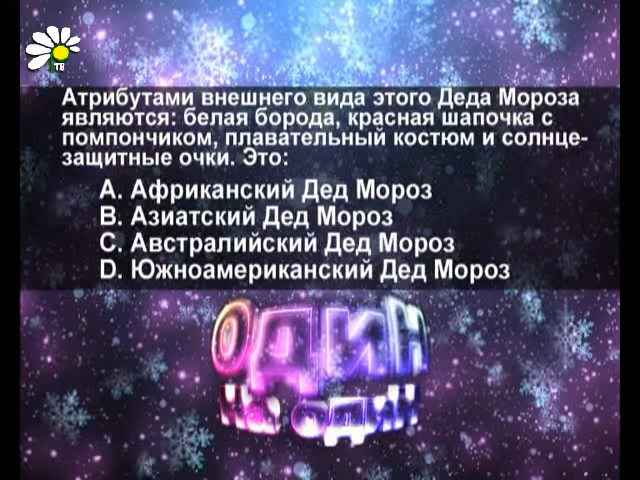 ТВ
Атрибутами внешнего вида этого Деда Мороза
являются: белая борода, красная шапочка с
помпончиком, плавательный костюм и солнце-
защитные очки. Это:
A. Африканский Дед Мороз
B. Азиатский Дед Мороз
C. Австралийский Дед Мороз
D. Южноамериканский Дед Мороз
ОДИН
НА ОДИН